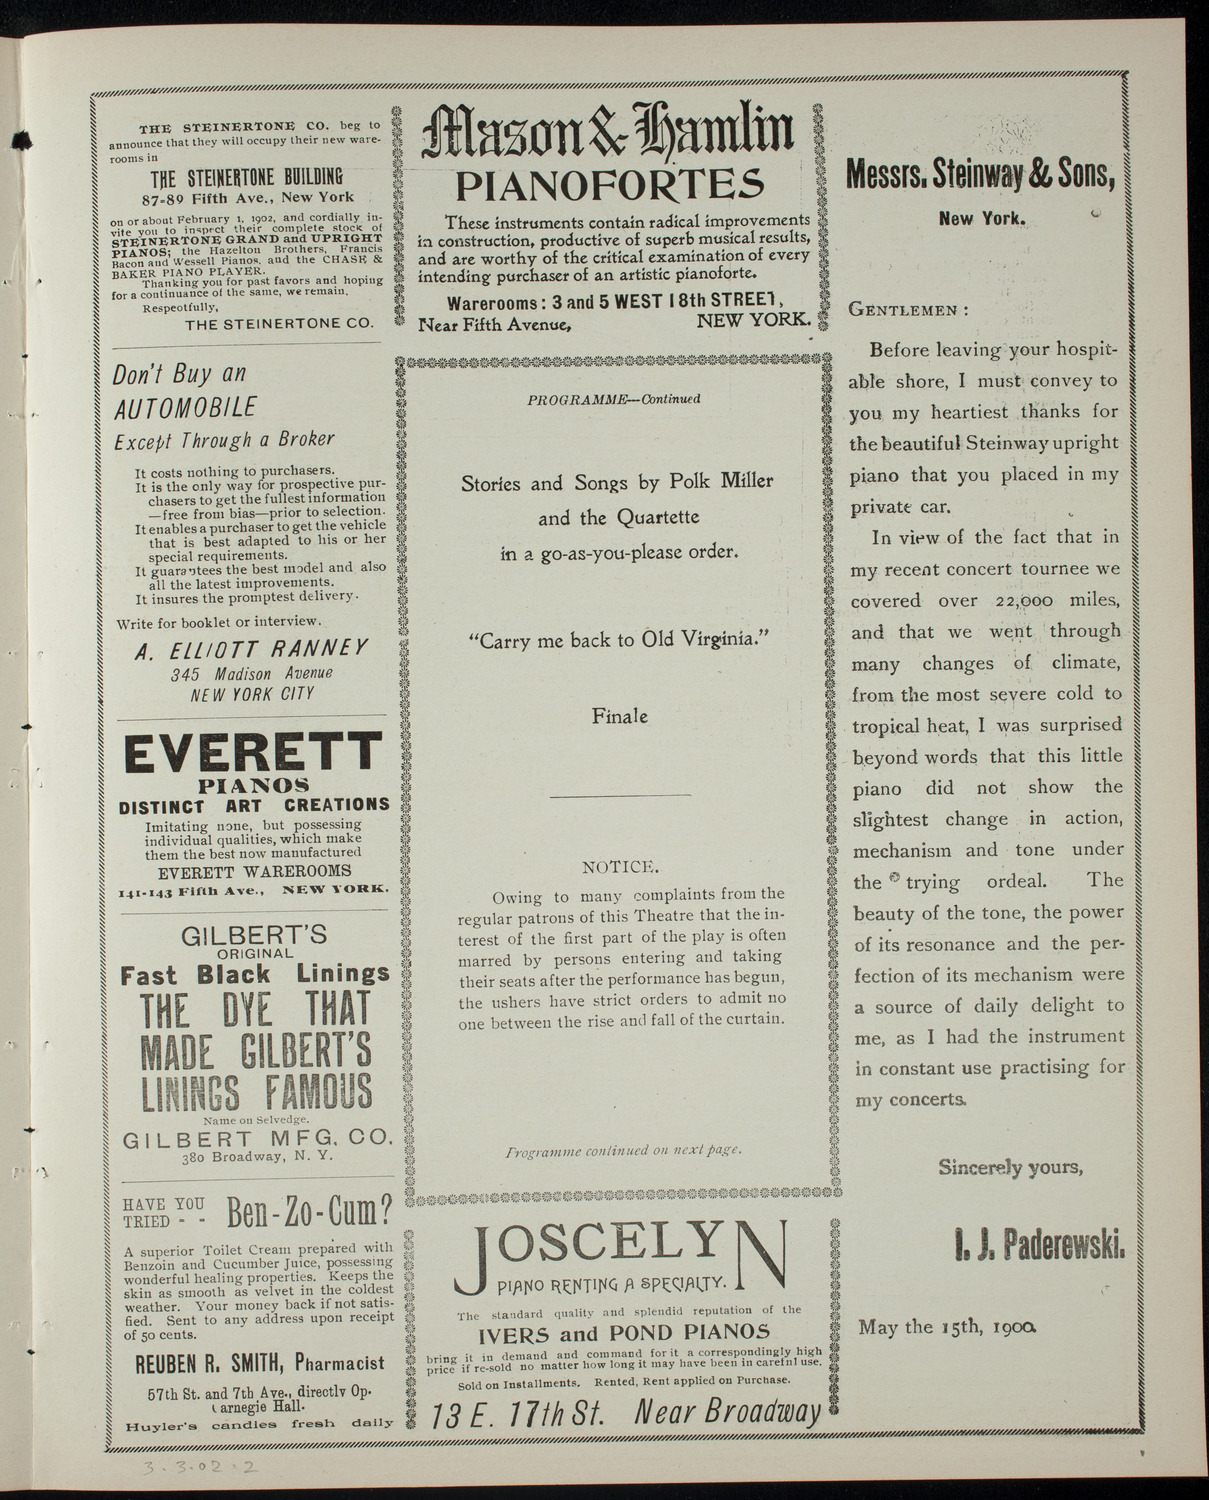 THE STEINERTONE CO. beg to
announce that they will occupy their new ware-
rooms in
THE STEINERTONE BUILDING
87-89 Fifth Ave., New York
on or about February 1, 1902, and cordially in-
vite you to inspect their complete stock of
STEINERTONE GRAND and UPRIGHT
PIANOS; the Hazelton Brothers, Francis
Bacon and Wessell Pianos, and the CHASE &
BAKER PIANO PLAYER.
Thanking you for past favors and hoping
for a continuance of the same, we remain,
Respectfully,
THE STEINERTONE CO.
Don't Buy an
AUTOMOBILE
Except Through a Broker
It costs nothing to purchasers.
It is the only way for prospective pur-
chasers to get the fullest information
—free from bias—prior to selection.
It enables a purchaser to get the vehicle
that is best adapted to his or her
special requirements.
It guarantees the best model and also
all the latest improvements.
It insures the promptest delivery.
Write for booklet or interview.
A. ELLIOTT RANNEY
345 Madison Avenue
NEW YORK CITY
EVERETT
PIANOS
DISTINCT ART CREATIONS
Imitating none, but possessing
individual qualities, which make
them the best now manufactured
EVERETT WAREROOMS
141-143 Fifth Ave., NEW YORK.
GILBERT'S
ORIGINAL
Fast Black Linings
THE DYE THAT
MADE GILBERT'S
LININGS FAMOUS
Name on Selvedge.
GILBERT MFG. CO.
380 Broadway, N. Y.
HAVE YOU
TRIED - - Ben-Zo-Cum?
A superior Toilet Cream prepared with
Benzoin and Cucumber Juice, possessing
wonderful healing properties. Keeps the
skin as smooth as velvet in the coldest
weather. Your money back if not satis-
fied. Sent to any address upon receipt
of 50 cents.
REUBEN R. SMITH, Pharmacist
57th St. and 7th Ave., directly Op.
Carnegie Hall.
Huyler's candies fresh daily
Mason & Hamlin
PIANOFORTES
These instruments contain radical improvements
in construction, productive of superb musical results,
and are worthy of the critical examination of every
intending purchaser of an artistic pianoforte.
Warerooms: 3 and 5 WEST 18th STREET,
Near Fifth Avenue, NEW YORK.
PROGRAMME—Continued
Stories and Songs by Polk Miller
and the Quartette
in a go-as-you-please order.
"Carry me back to Old Virginia."
Finale
NOTICE.
Owing to many complaints from the
regular patrons of this Theatre that the in-
terest of the first part of the play is often
marred by persons entering and taking
their seats after the performance has begun,
the ushers have strict orders to admit no
one between the rise and fall of the curtain.
Programme continued on next page.
JOSCELYN
PIANO RENTING A SPECIALTY.
The standard quality and splendid reputation of the
IVERS and POND PIANOS
bring it in demand and command for it a correspondingly high
price if re-sold no matter how long it may have been in careful use.
Sold on Installments. Rented, Rent applied on Purchase.
13 E. 17th St. Near Broadway
Messrs. Steinway & Sons,
New York.
GENTLEMEN:
Before leaving your hospit-
able shore, I must convey to
you my heartiest thanks for
the beautiful Steinway upright
piano that you placed in my
private car.
In view of the fact that in
my recent concert tournee we
covered over 22,000 miles,
and that we went through
many changes of climate,
from the most severe cold to
tropical heat, I was surprised
beyond words that this little
piano did not show the
slightest change in action,
mechanism and tone under
the trying ordeal. The
beauty of the tone, the power
of its resonance and the per-
fection of its mechanism were
a source of daily delight to
me, as I had the instrument
in constant use practising for
my concerts.
Sincerely yours,
I. J. Paderewski.
May the 15th, 1900.
3.3.02.2